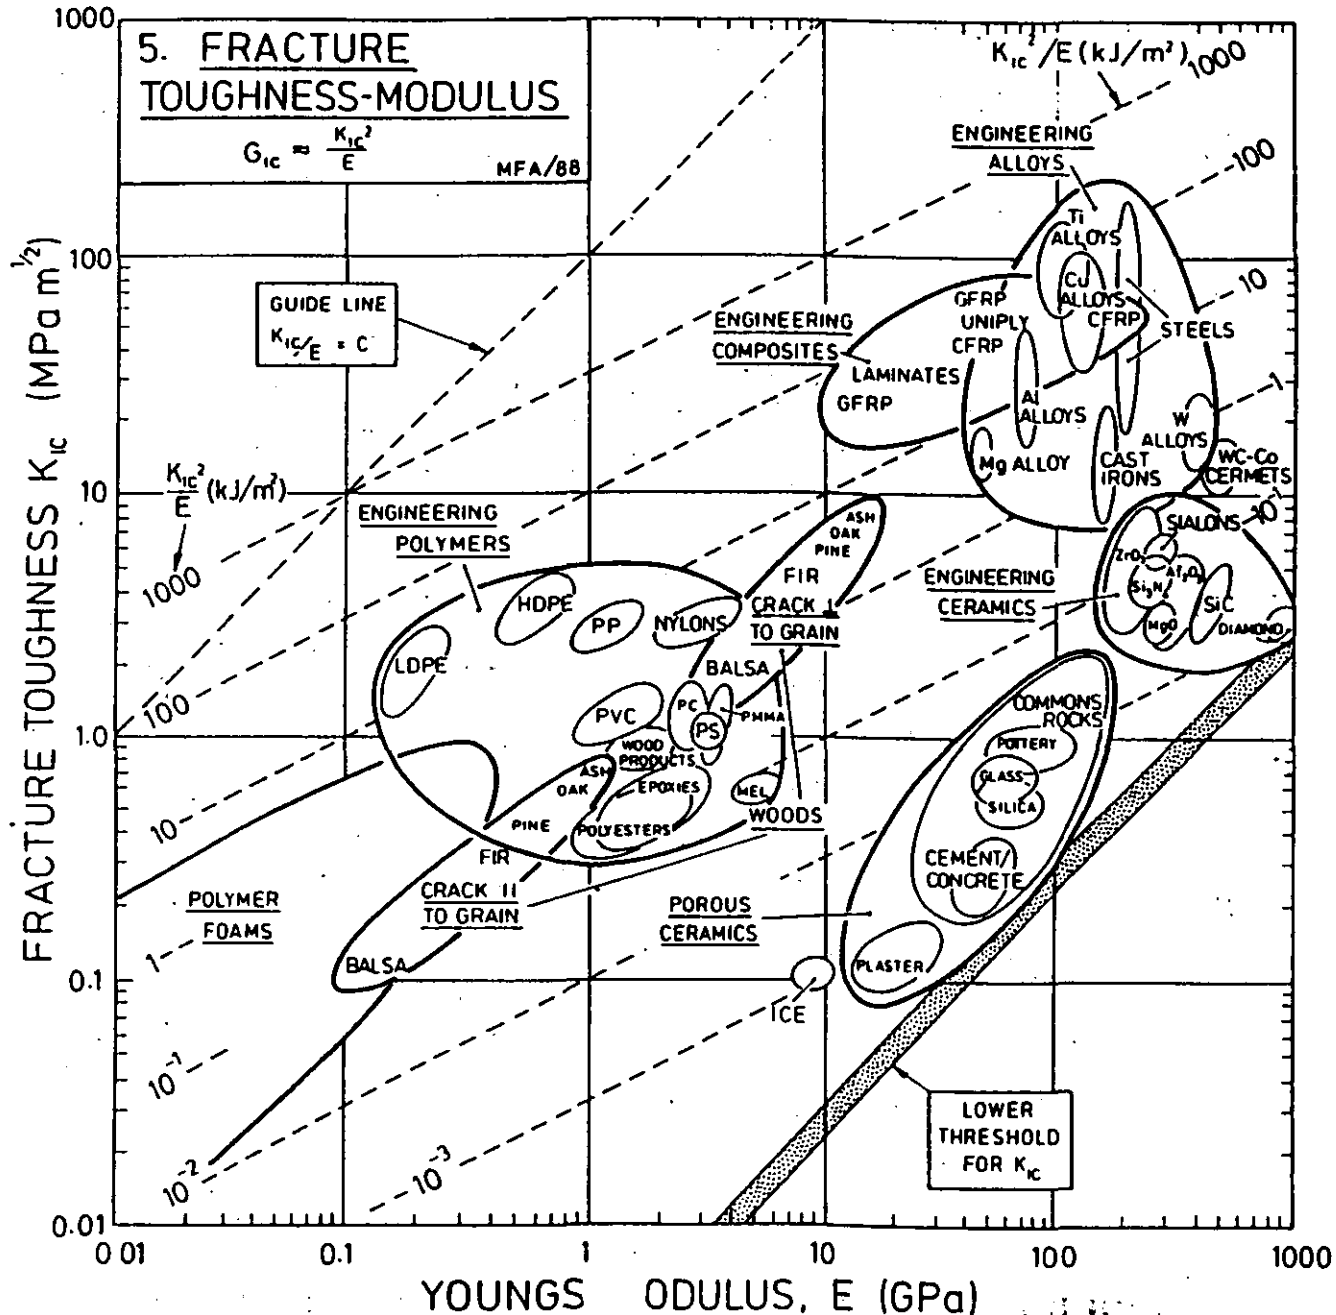 5. FRACTURE
TOUGHNESS-MODULUS
G_IC ≈ K_IC²/E
MFA/88
K_IC²/E (kJ/m²)
1000
100
10
1
10⁻¹
ENGINEERING
ALLOYS
Ti
ALLOYS
Cu
ALLOYS
CFRP
STEELS
GFRP
UNIPLY
CFRP
ENGINEERING
COMPOSITES
LAMINATES
GFRP
Al
ALLOYS
Mg ALLOY
CAST
IRONS
W
ALLOYS
WC-Co
CERMETS
GUIDE LINE
K_IC/E = C
K_IC²/E (kJ/m²)
1000
100
10
1
10⁻¹
10⁻²
10⁻³
ENGINEERING
POLYMERS
HDPE
PP
NYLONS
LDPE
PVC
PC
PMMA
PS
WOOD
PRODUCTS
EPOXIES
POLYESTERS
MEL
ASH
OAK
PINE
FIR
CRACK ⊥
TO GRAIN
BALSA
WOODS
ASH
OAK
PINE
FIR
CRACK II
TO GRAIN
BALSA
POLYMER
FOAMS
ENGINEERING
CERAMICS
SIALONS
ZrO₂
Al₂O₃
Si₃N₄
SiC
MgO
DIAMOND
COMMONS
ROCKS
POTTERY
GLASS
SILICA
CEMENT/
CONCRETE
POROUS
CERAMICS
PLASTER
ICE
LOWER
THRESHOLD
FOR K_IC
FRACTURE TOUGHNESS K_IC (MPa m^1/2)
1000
100
10
1.0
0.1
0.01
0 01
0.1
1
10
100
1000
YOUNGS ODULUS, E (GPa)